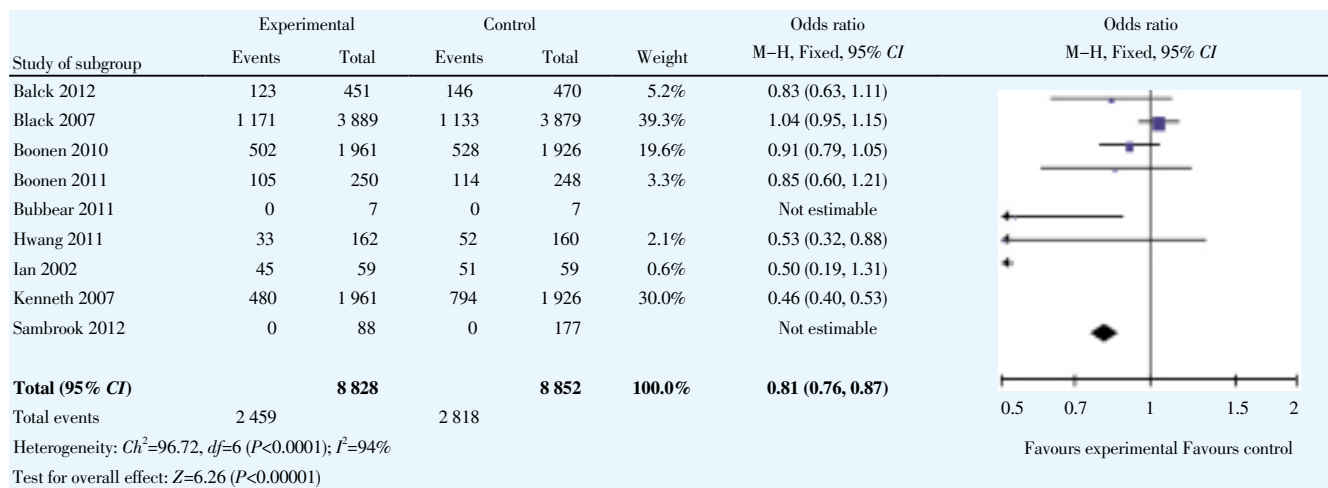 Experimental Control Odds ratio Odds ratio
Study of subgroup Events Total Events Total Weight M–H, Fixed, 95% CI M–H, Fixed, 95% CI
Balck 2012 123 451 146 470 5.2% 0.83 (0.63, 1.11)
Black 2007 1 171 3 889 1 133 3 879 39.3% 1.04 (0.95, 1.15)
Boonen 2010 502 1 961 528 1 926 19.6% 0.91 (0.79, 1.05)
Boonen 2011 105 250 114 248 3.3% 0.85 (0.60, 1.21)
Bubbear 2011 0 7 0 7 Not estimable
Hwang 2011 33 162 52 160 2.1% 0.53 (0.32, 0.88)
Ian 2002 45 59 51 59 0.6% 0.50 (0.19, 1.31)
Kenneth 2007 480 1 961 794 1 926 30.0% 0.46 (0.40, 0.53)
Sambrook 2012 0 88 0 177 Not estimable
Total (95% CI) 8 828 8 852 100.0% 0.81 (0.76, 0.87)
Total events 2 459 2 818
0.5 0.7 1 1.5 2
Heterogeneity: Ch²=96.72, df=6 (P<0.0001); I²=94%
Favours experimental Favours control
Test for overall effect: Z=6.26 (P<0.00001)